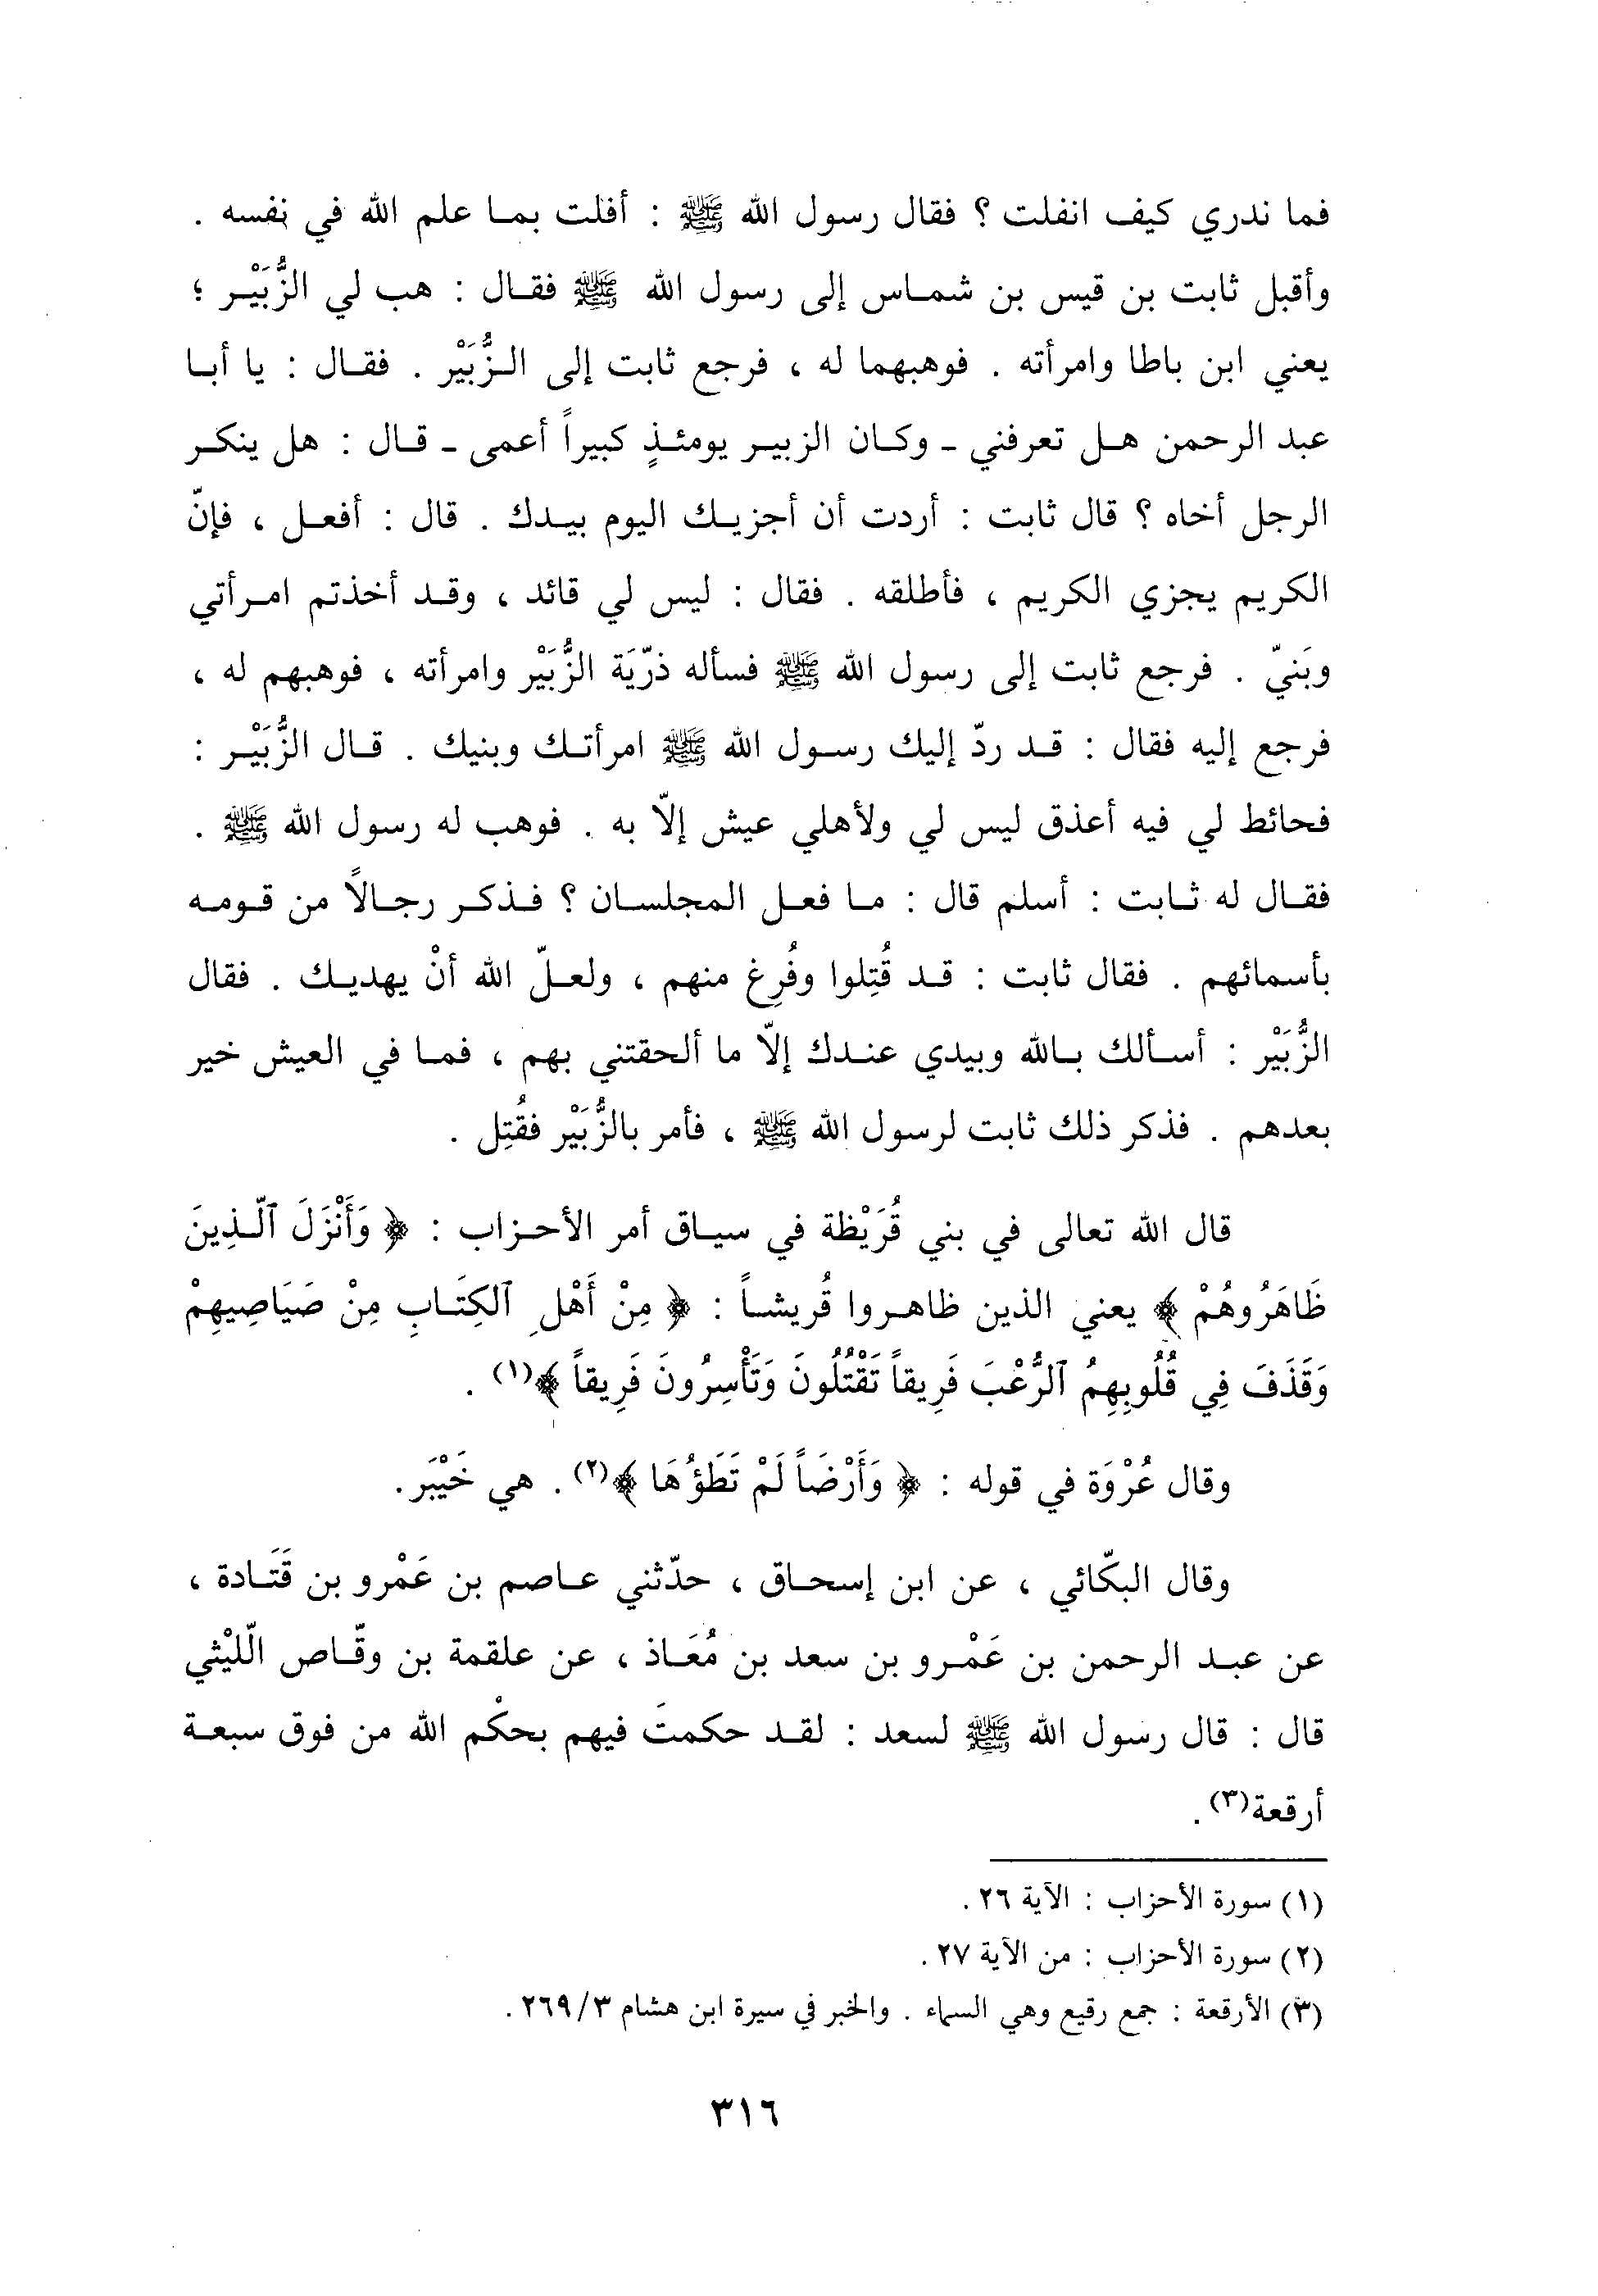 فما ندري كيف انفلت ؟ فقال رسول الله ﷺ : أفلت بما علم الله في نفسه .
وأقبل ثابت بن قيس بن شماس إلى رسول الله ﷺ فقال : هب لي الزُّبَيْر ؛
يعني ابن باطا وامرأته . فوهبهما له ، فرجع ثابت إلى الزُّبَيْر . فقال : يا أبا
عبد الرحمن هل تعرفني ـ وكان الزبير يومئذٍ كبيراً أعمى ـ قال : هل ينكر
الرجل أخاه ؟ قال ثابت : أردت أن أجزيك اليوم بيدك . قال : أفعل ، فإنّ
الكريم يجزي الكريم ، فأطلقه . فقال : ليس لي قائد ، وقد أخذتم امرأتي
وبَنيّ . فرجع ثابت إلى رسول الله ﷺ فسأله ذرّيَة الزُّبَيْر وامرأته ، فوهبهم له ،
فرجع إليه فقال : قد ردّ إليك رسول الله ﷺ امرأتك وبنيك . قال الزُّبَيْر :
فحائط لي فيه أعذق ليس لي ولأهلي عيش إلّا به . فوهب له رسول الله ﷺ .
فقال له ثابت : أسلم قال : ما فعل المجلسان ؟ فذكر رجالاً من قومه
بأسمائهم . فقال ثابت : قد قُتِلوا وفُرِغ منهم ، ولعلّ الله أنْ يهديك . فقال
الزُّبَيْر : أسألك بالله وبيدي عندك إلّا ما ألحقتني بهم ، فما في العيش خير
بعدهم . فذكر ذلك ثابت لرسول الله ﷺ ، فأمر بالزُّبَيْر فقُتِل .
قال الله تعالى في بني قُرَيْظة في سياق أمر الأحزاب : ﴿ وَأَنْزَلَ ٱلّذِينَ
ظَاهَرُوهُمْ ﴾ يعني الذين ظاهروا قُريشاً : ﴿ مِنْ أَهْلِ ٱلكِتَابِ مِنْ صَيَاصِيهِمْ
وَقَذَفَ فِي قُلُوبِهِمُ ٱلرُّعْبَ فَرِيقاً تَقْتُلُونَ وَتَأْسِرُونَ فَرِيقاً ﴾(١) .
وقال عُرْوَة في قوله : ﴿ وَأَرْضَاً لَمْ تَطَؤُهَا ﴾(٢) . هي خَيْبَر.
وقال البكّائي ، عن ابن إسحاق ، حدّثني عاصم بن عَمْرو بن قَتَادة ،
عن عبد الرحمن بن عَمْرو بن سعد بن مُعَاذ ، عن علقمة بن وقّاص الّليْثي
قال : قال رسول الله ﷺ لسعد : لقد حكمتَ فيهم بحكْم الله من فوق سبعة
أرقعة(٣) .
(١) سورة الأحزاب : الآية ٢٦ .
(٢) سورة الأحزاب : من الآية ٢٧ .
(٣) الأرقعة : جمع رقيع وهي السماء . والخبر في سيرة ابن هشام ٢٦٩/٣ .
٣١٦